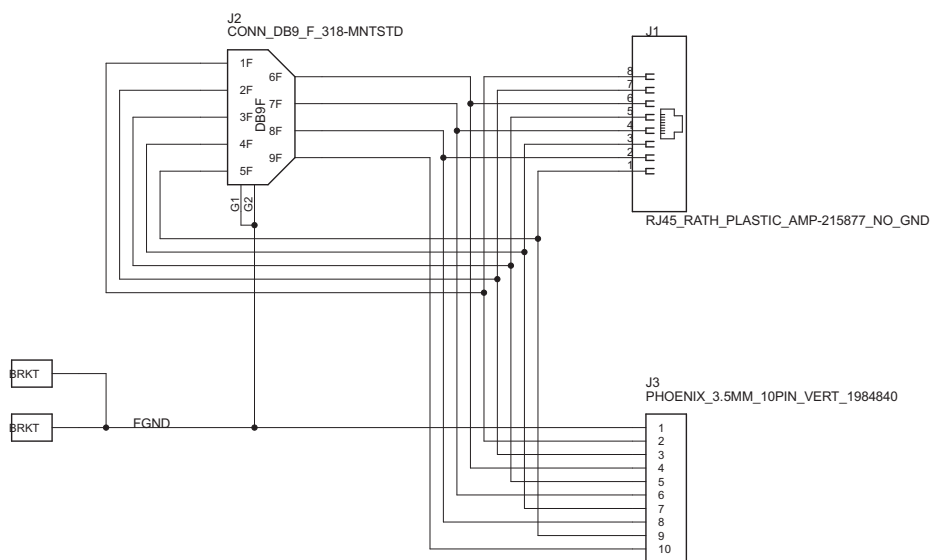 J2
CONN_DB9_F_318-MNTSTD
1F
2F
3F
4F
5F
6F
7F
8F
9F
DB9F
G1
G2
J1
8
7
6
5
4
3
2
1
RJ45_RATH_PLASTIC_AMP-215877_NO_GND
BRKT
BRKT
FGND
J3
PHOENIX_3.5MM_10PIN_VERT_1984840
1
2
3
4
5
6
7
8
9
10